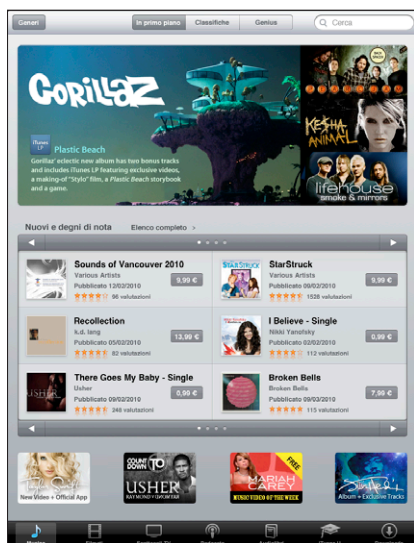 Generi
In primo piano
Classifiche
Genius
Cerca
GORILLAZ
iTunes LP
Plastic Beach
Gorillaz' eclectic new album has two bonus tracks
and includes iTunes LP featuring exclusive videos,
a making-of "Stylo" film, a Plastic Beach storybook
and a game.
KE$HA
ANIMAL
lifehouse
smoke & mirrors
Nuovi e degni di nota
Elenco completo >
Sounds of Vancouver 2010
Various Artists
Pubblicato 12/02/2010
66 valutazioni
9,99 €
StarStruck
Various Artists
Pubblicato 09/02/2010
1528 valutazioni
9,99 €
Recollection
k.d. lang
Pubblicato 05/02/2010
82 valutazioni
13,99 €
I Believe - Single
Nikki Yanofsky
Pubblicato 02/02/2010
112 valutazioni
0,99 €
There Goes My Baby - Single
Usher
Pubblicato 09/02/2010
246 valutazioni
0,99 €
Broken Bells
Broken Bells
Pubblicato 09/03/2010
115 valutazioni
7,99 €
USHER
STAR STRUCK
Taylor Swift
New Video + Official App
COUNT DOWN TO
USHER
RAYMOND V RAYMOND
MARIAH
CAREY
FREE
MUSIC VIDEO OF THE WEEK
Album + Exclusive Tracks